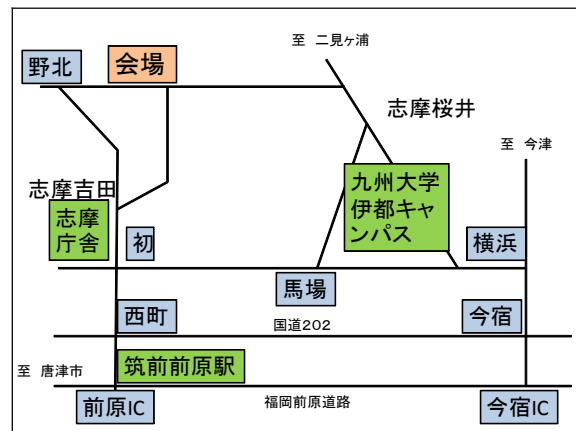 至 二見ヶ浦
野北
会場
志摩桜井
至 今津
志摩吉田
九州大学
伊都キャ
ンパス
志摩
庁舎
初
横浜
馬場
西町
国道202
今宿
至 唐津市
筑前前原駅
前原IC
福岡前原道路
今宿IC